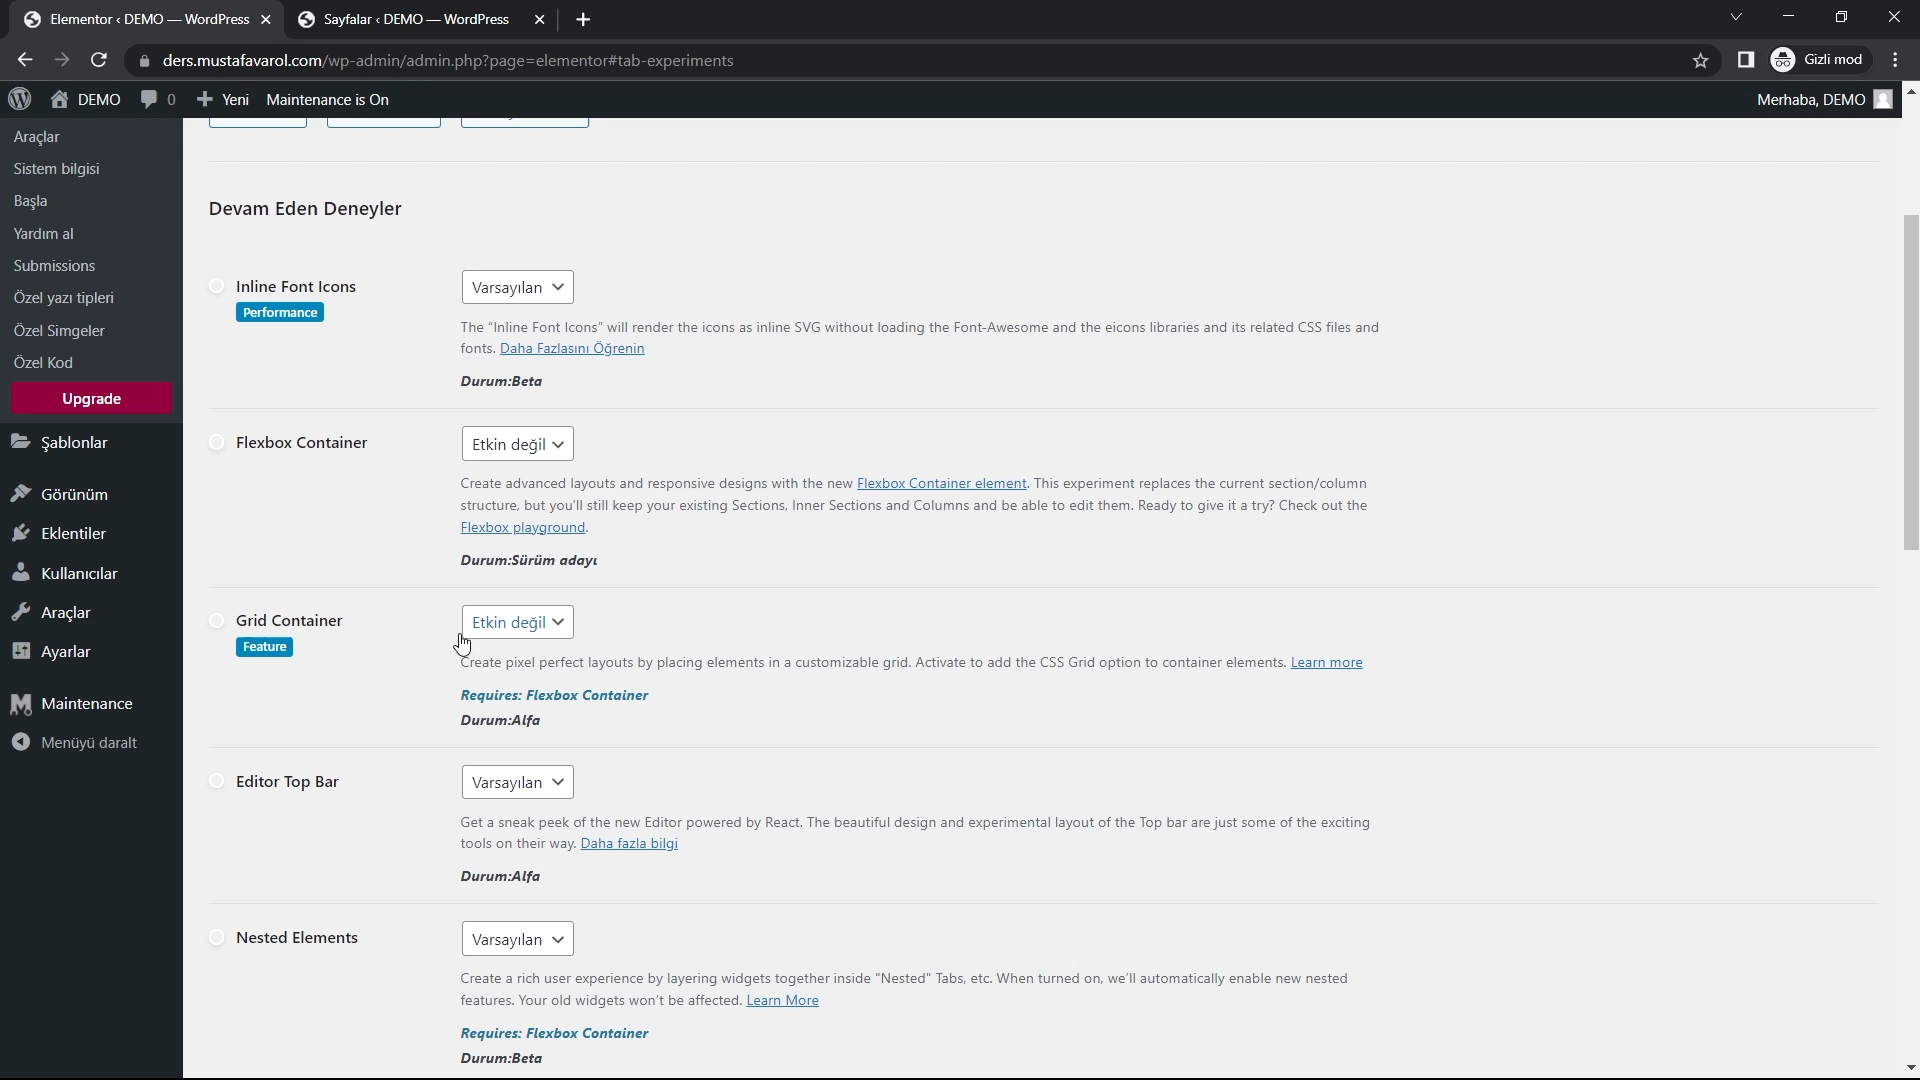 Elementor ‹ DEMO — WordPress
Sayfalar ‹ DEMO — WordPress
ders.mustafavarol.com/wp-admin/admin.php?page=elementor#tab-experiments
Gizli mod
DEMO
0
Yeni
Maintenance is On
Merhaba, DEMO
Araçlar
Sistem bilgisi
Başla
Yardım al
Submissions
Özel yazı tipleri
Özel Simgeler
Özel Kod
Upgrade
Şablonlar
Görünüm
Eklentiler
Kullanıcılar
Araçlar
Ayarlar
Maintenance
Menüyü daralt
Devam Eden Deneyler
Inline Font Icons
Varsayılan
Performance
The "Inline Font Icons" will render the icons as inline SVG without loading the Font-Awesome and the eicons libraries and its related CSS files and
fonts. Daha Fazlasını Öğrenin
Durum:Beta
Flexbox Container
Etkin değil
Create advanced layouts and responsive designs with the new Flexbox Container element. This experiment replaces the current section/column
structure, but you'll still keep your existing Sections, Inner Sections and Columns and be able to edit them. Ready to give it a try? Check out the
Flexbox playground.
Durum:Sürüm adayı
Grid Container
Etkin değil
Feature
Create pixel perfect layouts by placing elements in a customizable grid. Activate to add the CSS Grid option to container elements. Learn more
Requires: Flexbox Container
Durum:Alfa
Editor Top Bar
Varsayılan
Get a sneak peek of the new Editor powered by React. The beautiful design and experimental layout of the Top bar are just some of the exciting
tools on their way. Daha fazla bilgi
Durum:Alfa
Nested Elements
Varsayılan
Create a rich user experience by layering widgets together inside "Nested" Tabs, etc. When turned on, we'll automatically enable new nested
features. Your old widgets won't be affected. Learn More
Requires: Flexbox Container
Durum:Beta